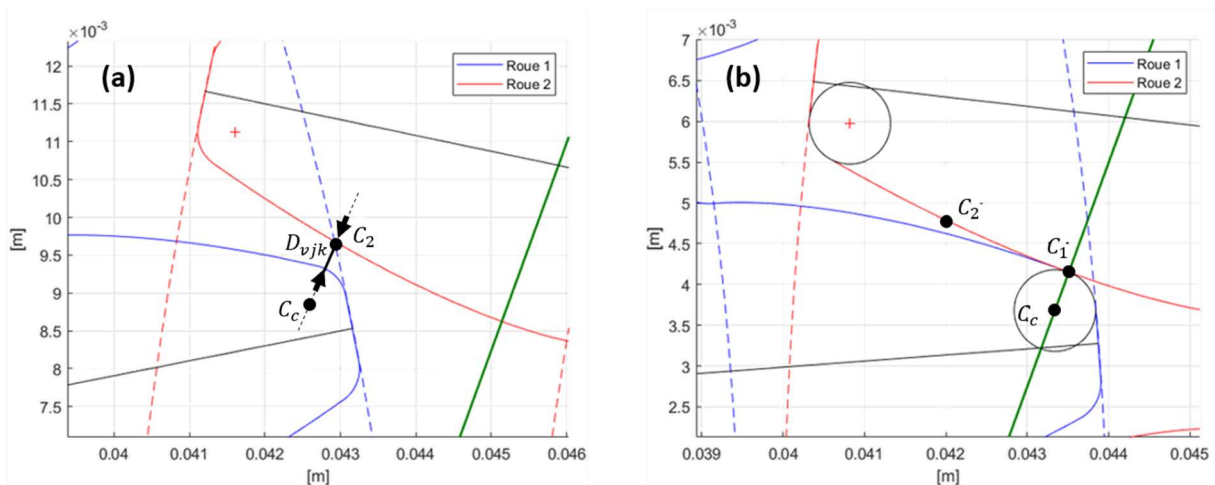 (a)
×10⁻³
Roue 1
Roue 2
12
11.5
11
10.5
10
9.5
9
8.5
8
7.5
[m]
D_vjk
C_2
C_c
0.04
0.041
0.042
0.043
0.044
0.045
0.046
[m]
(b)
×10⁻³
Roue 1
Roue 2
7
6.5
6
5.5
5
4.5
4
3.5
3
2.5
[m]
C_2
C_1
C_c
0.039
0.04
0.041
0.042
0.043
0.044
0.045
[m]